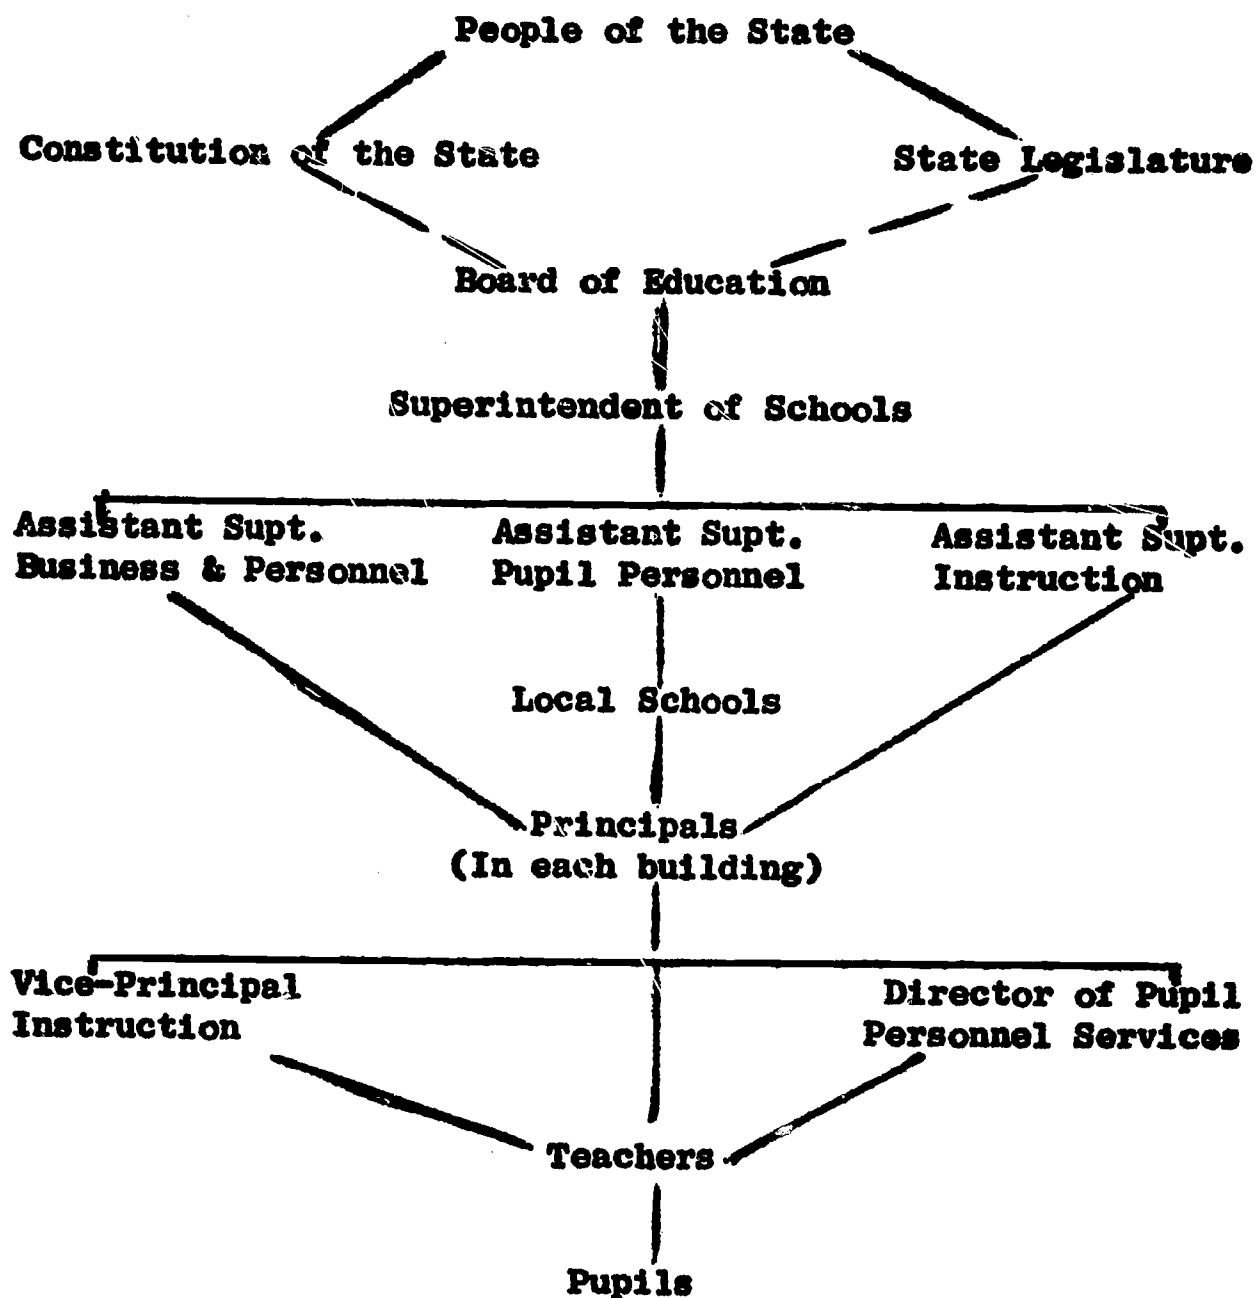 People of the State
Constitution of the State
State Legislature
Board of Education
Superintendent of Schools
Assistant Supt.
Business & Personnel
Assistant Supt.
Pupil Personnel
Assistant Supt.
Instruction
Local Schools
Principals
(In each building)
Vice-Principal
Instruction
Director of Pupil
Personnel Services
Teachers
Pupils